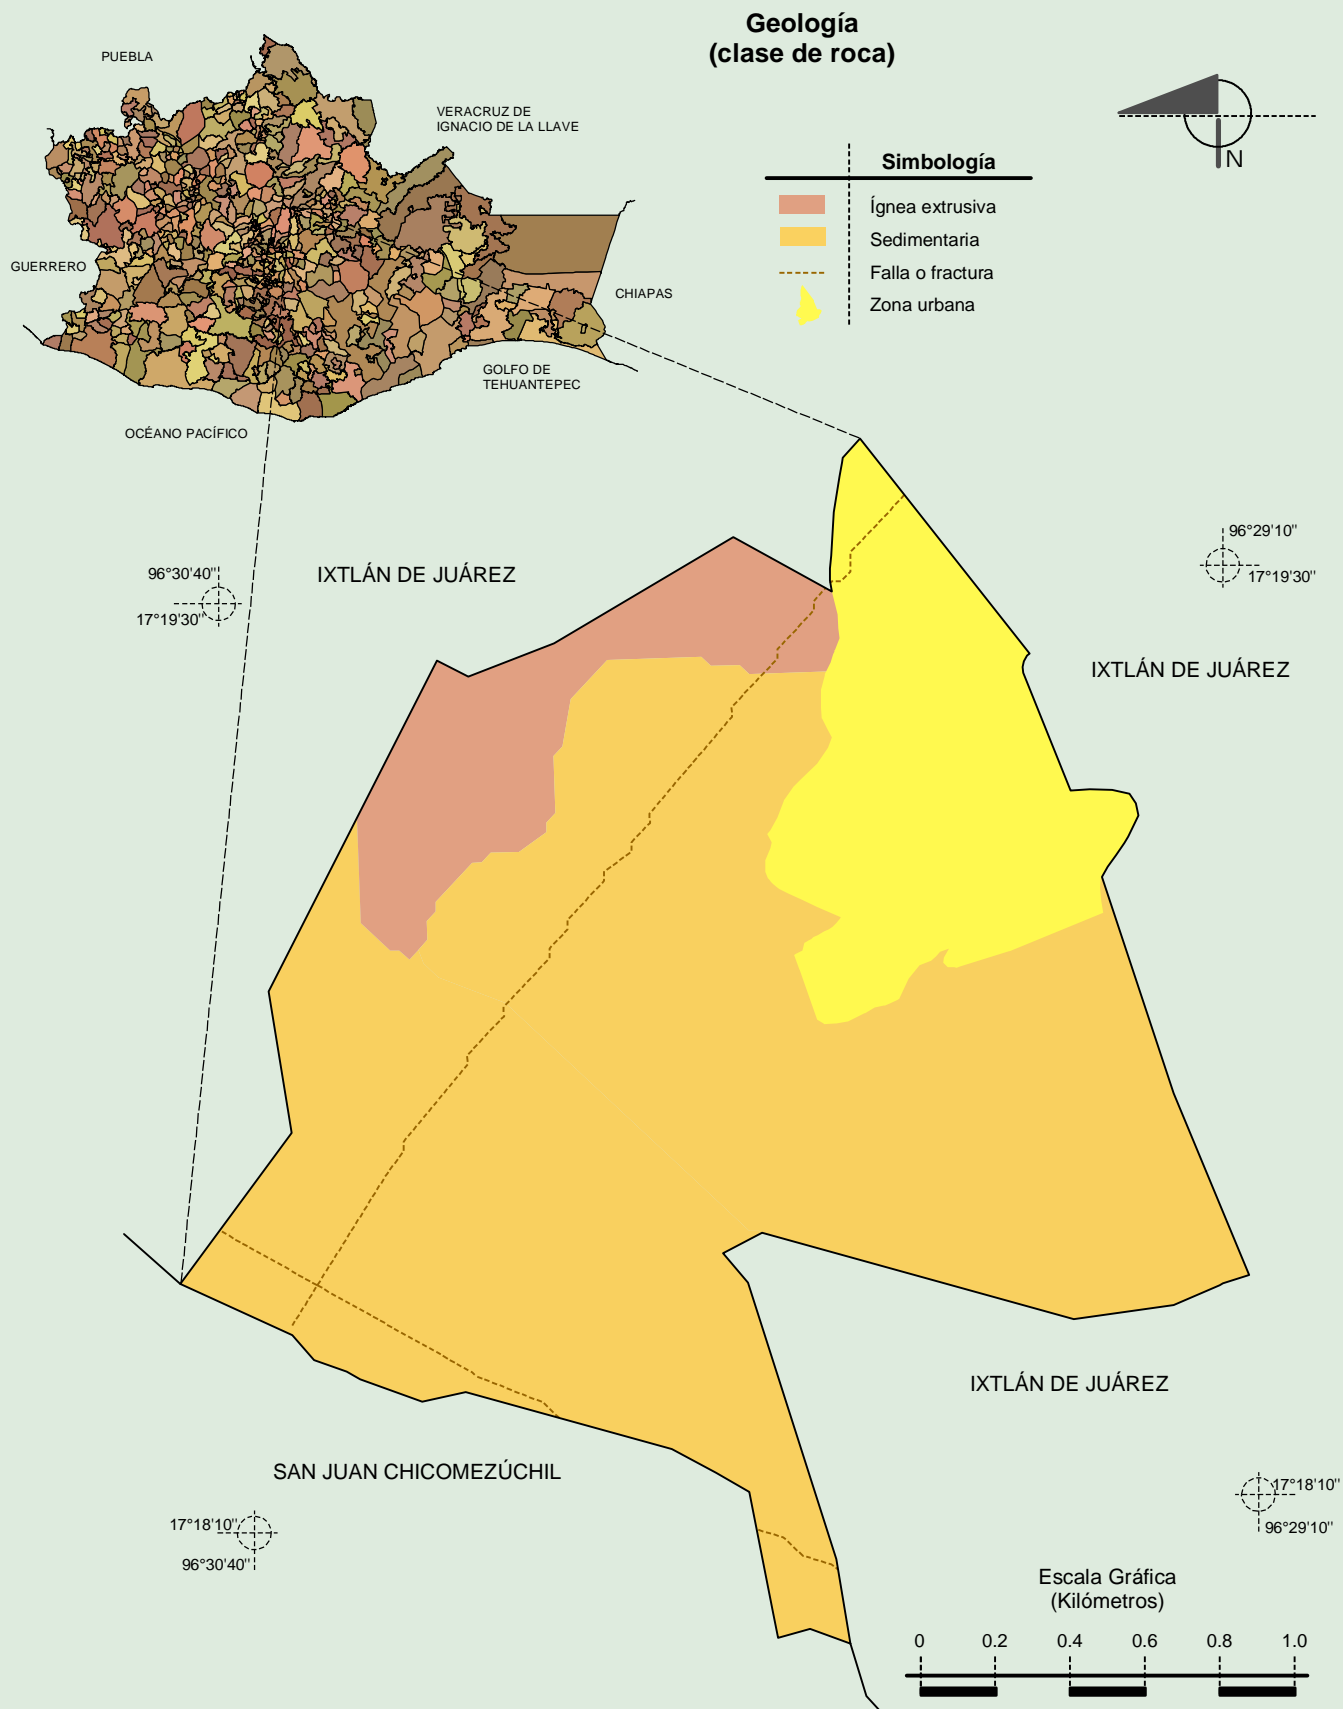 Geología
(clase de roca)
PUEBLA
VERACRUZ DE
IGNACIO DE LA LLAVE
GUERRERO
CHIAPAS
GOLFO DE
TEHUANTEPEC
OCÉANO PACÍFICO
N
Simbología
Ígnea extrusiva
Sedimentaria
Falla o fractura
Zona urbana
96°30'40"
17°19'30"
IXTLÁN DE JUÁREZ
96°29'10"
17°19'30"
IXTLÁN DE JUÁREZ
IXTLÁN DE JUÁREZ
SAN JUAN CHICOMEZÚCHIL
17°18'10"
96°30'40"
17°18'10"
96°29'10"
Escala Gráfica
(Kilómetros)
0 0.2 0.4 0.6 0.8 1.0